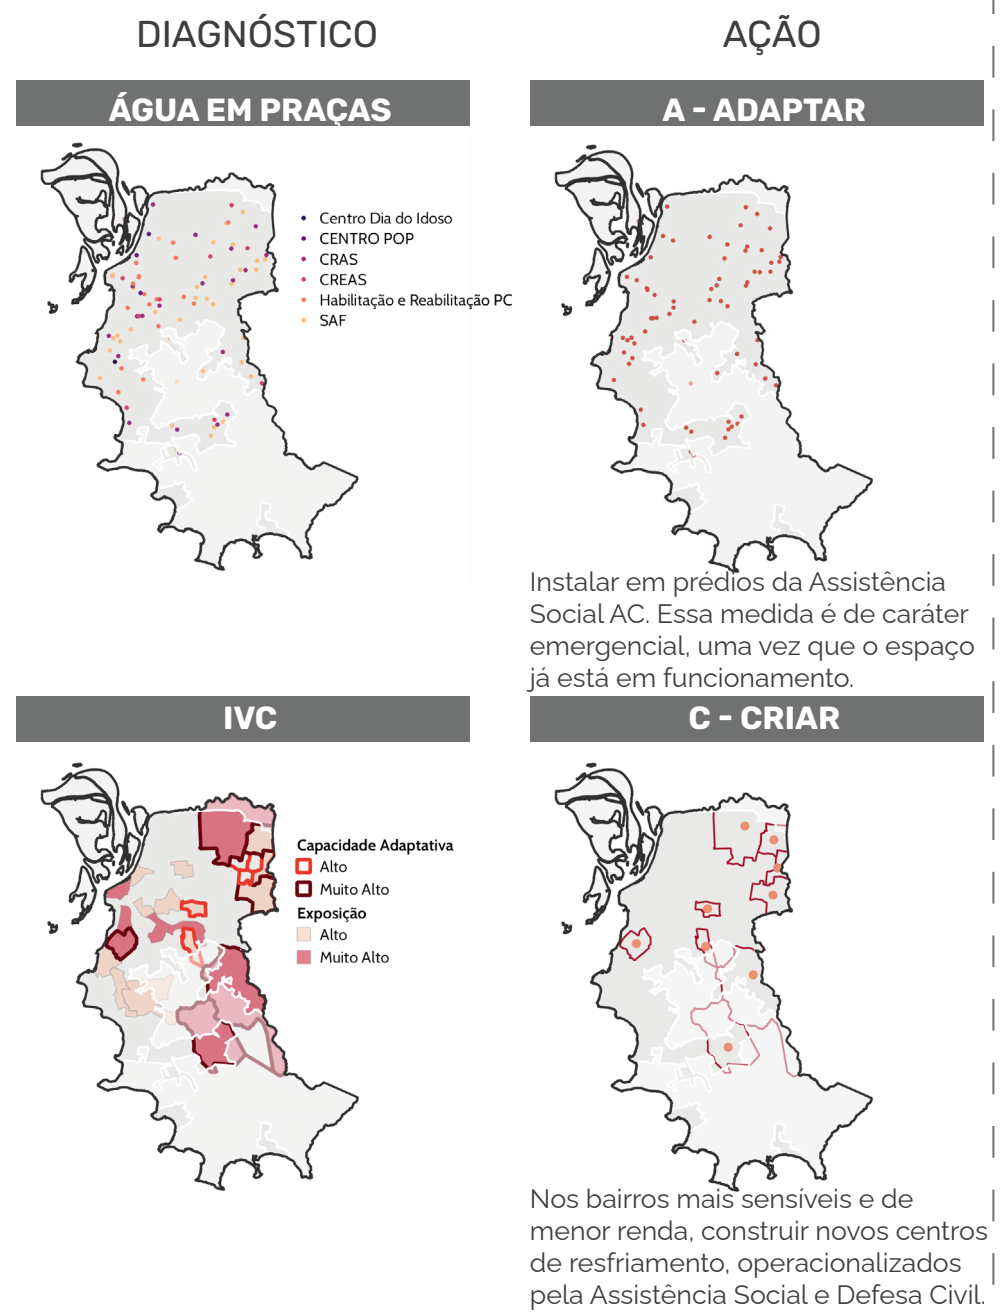 DIAGNÓSTICO
AÇÃO
ÁGUA EM PRAÇAS
A - ADAPTAR
Centro Dia do Idoso
CENTRO POP
CRAS
CREAS
Habilitação e Reabilitação PC
SAF
Instalar em prédios da Assistência
Social AC. Essa medida é de caráter
emergencial, uma vez que o espaço
já está em funcionamento.
IVC
C - CRIAR
Capacidade Adaptativa
Alto
Muito Alto
Exposição
Alto
Muito Alto
Nos bairros mais sensíveis e de
menor renda, construir novos centros
de resfriamento, operacionalizados
pela Assistência Social e Defesa Civil.